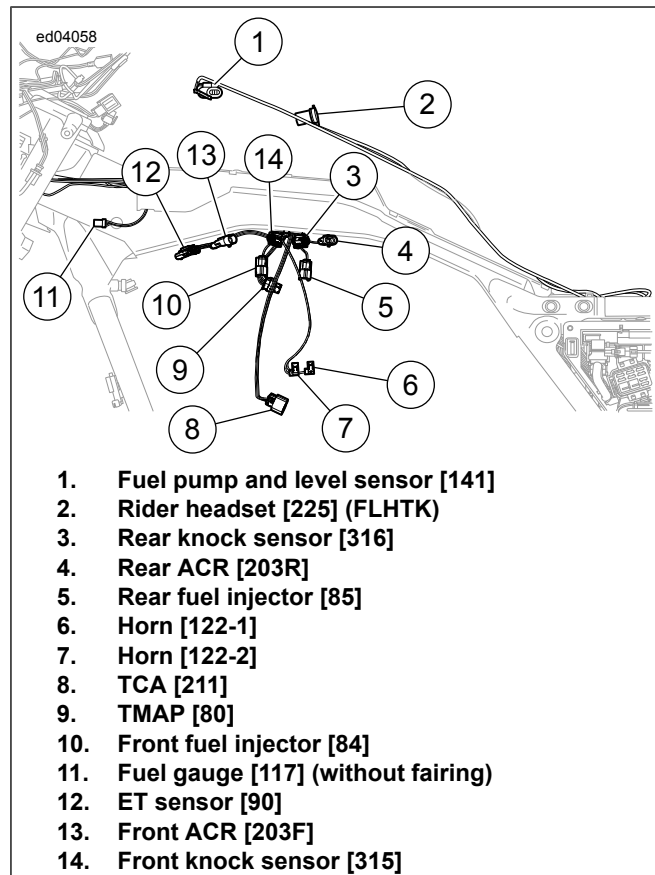 ed04058
1
2
12
13
14
3
4
11
10
5
9
6
8
7
1. Fuel pump and level sensor [141]
2. Rider headset [225] (FLHTK)
3. Rear knock sensor [316]
4. Rear ACR [203R]
5. Rear fuel injector [85]
6. Horn [122-1]
7. Horn [122-2]
8. TCA [211]
9. TMAP [80]
10. Front fuel injector [84]
11. Fuel gauge [117] (without fairing)
12. ET sensor [90]
13. Front ACR [203F]
14. Front knock sensor [315]